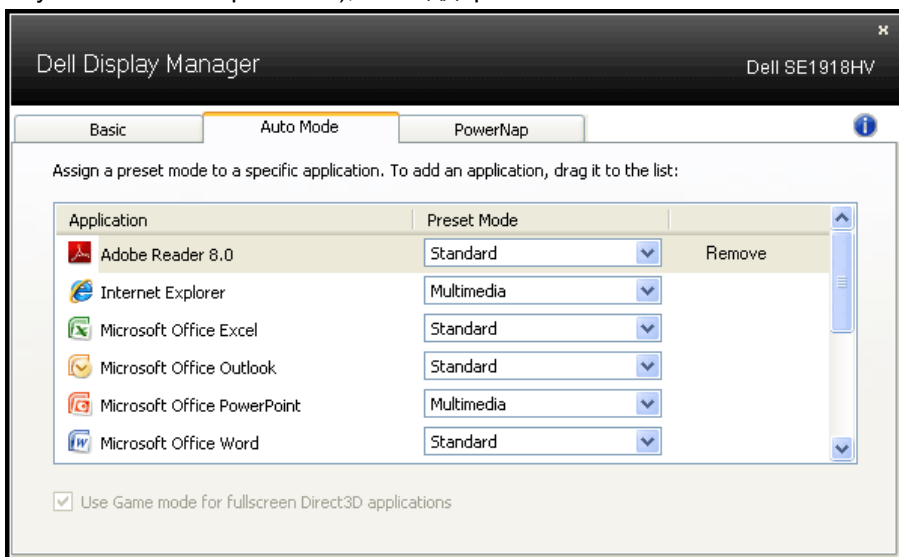 Dell Display Manager
Dell SE1918HV
Basic
Auto Mode
PowerNap
Assign a preset mode to a specific application. To add an application, drag it to the list:
Application Preset Mode
Adobe Reader 8.0 Standard Remove
Internet Explorer Multimedia
Microsoft Office Excel Standard
Microsoft Office Outlook Standard
Microsoft Office PowerPoint Multimedia
Microsoft Office Word Standard
Use Game mode for fullscreen Direct3D applications